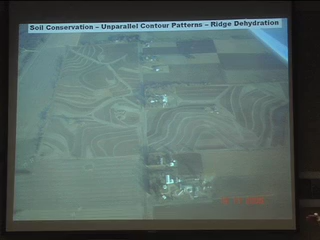 Soil Conservation – Unparallel Contour Patterns – Ridge Dehydration